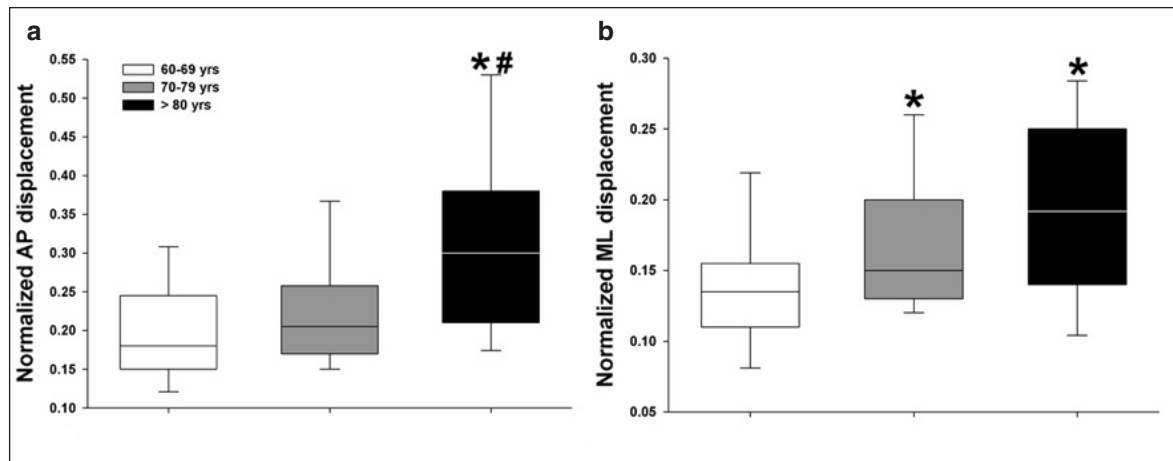 a
Normalized AP displacement
0.55
0.50
0.45
0.40
0.35
0.30
0.25
0.20
0.15
0.10
60-69 yrs
70-79 yrs
> 80 yrs
*#
b
Normalized ML displacement
0.30
0.25
0.20
0.15
0.10
0.05
*
*